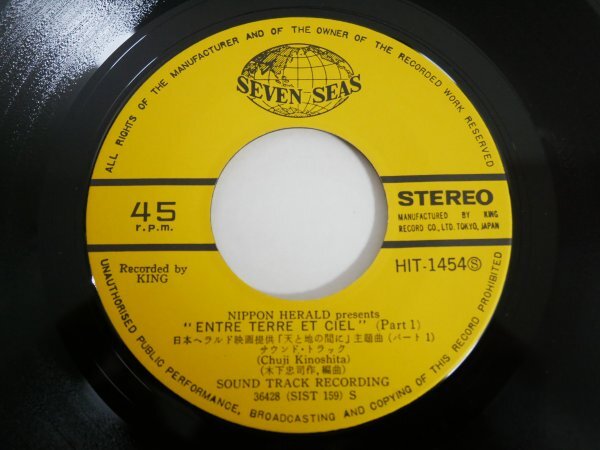 ALL RIGHTS OF THE MANUFACTURER AND OF THE OWNER OF THE RECORDED WORK RESERVED
SEVEN SEAS
45
r.p.m.
STEREO
MANUFACTURED BY KING
RECORD CO., LTD. TOKYO, JAPAN
Recorded by
KING
HIT-1454Ⓢ
NIPPON HERALD presents
"ENTRE TERRE ET CIEL" (Part 1)
日本ヘラルド映画提供「天と地の間に」主題曲(パート1)
サウンド・トラック
(Chuji Kinoshita)
(木下忠司作,編曲)
SOUND TRACK RECORDING
36428 (SIST 159) S
UNAUTHORISED PUBLIC PERFORMANCE, BROADCASTING AND COPYING OF THIS RECORD PROHIBITED